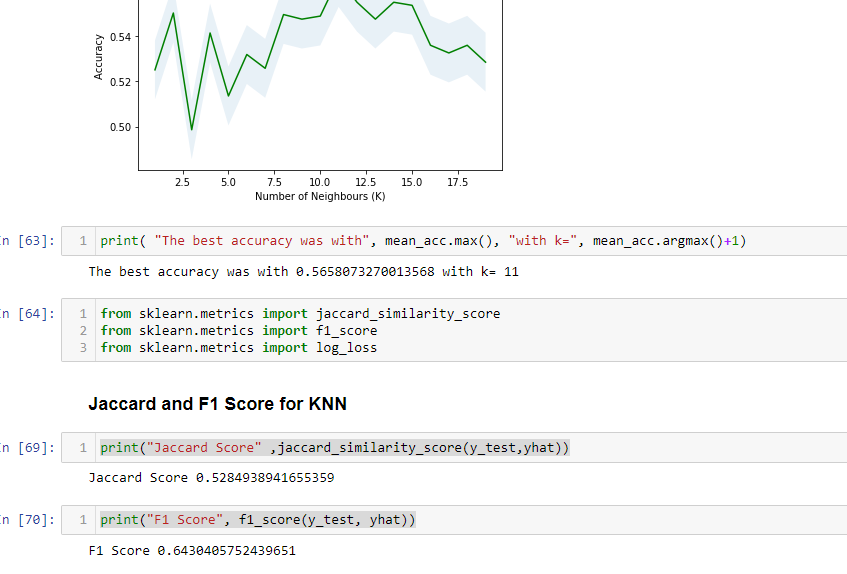 0.54
0.52
0.50
Accuracy
2.5 5.0 7.5 10.0 12.5 15.0 17.5
Number of Neighbours (K)
n [63]: 1 print( "The best accuracy was with", mean_acc.max(), "with k=", mean_acc.argmax()+1)
The best accuracy was with 0.5658073270013568 with k= 11
n [64]: 1 from sklearn.metrics import jaccard_similarity_score
2 from sklearn.metrics import f1_score
3 from sklearn.metrics import log_loss
Jaccard and F1 Score for KNN
n [69]: 1 print("Jaccard Score" ,jaccard_similarity_score(y_test,yhat))
Jaccard Score 0.5284938941655359
n [70]: 1 print("F1 Score", f1_score(y_test, yhat))
F1 Score 0.6430405752439651